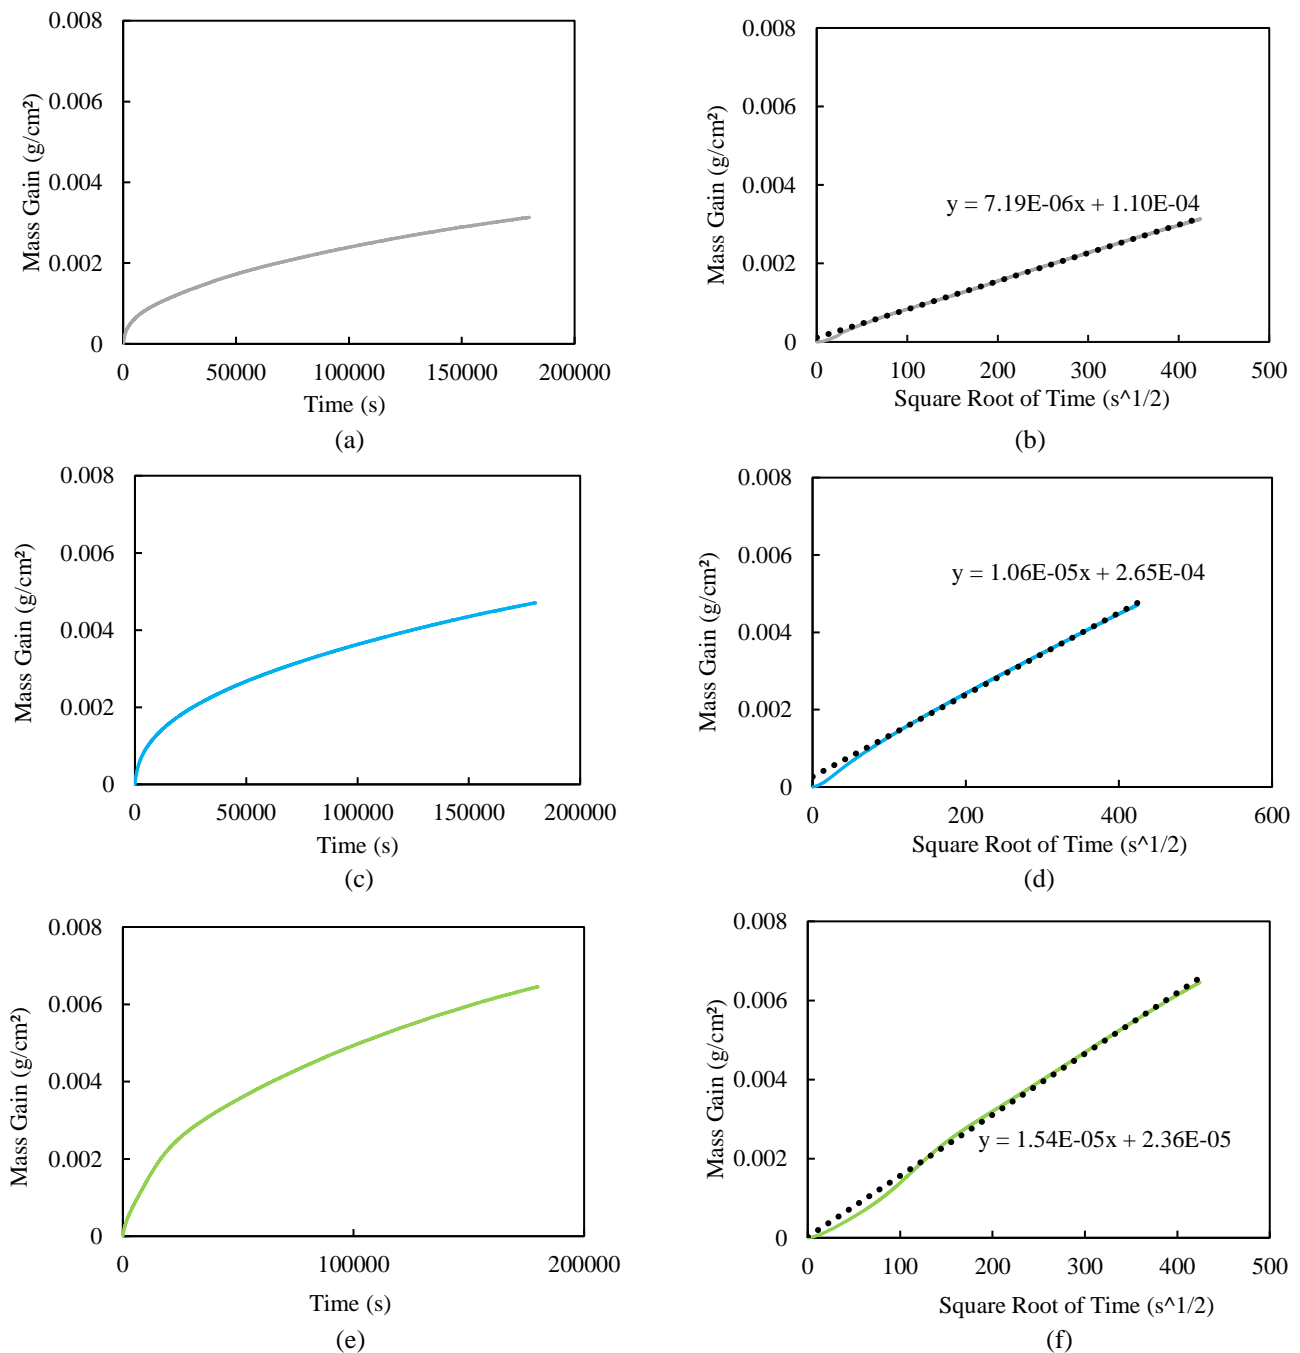 0.008
0.006
0.004
0.002
0
Mass Gain (g/cm²)
0 50000 100000 150000 200000
Time (s)
(a)
0.008
0.006
0.004
0.002
0
Mass Gain (g/cm²)
y = 7.19E-06x + 1.10E-04
0 100 200 300 400 500
Square Root of Time (s^1/2)
(b)
0.008
0.006
0.004
0.002
0
Mass Gain (g/cm²)
0 50000 100000 150000 200000
Time (s)
(c)
0.008
0.006
0.004
0.002
0
Mass Gain (g/cm²)
y = 1.06E-05x + 2.65E-04
0 200 400 600
Square Root of Time (s^1/2)
(d)
0.008
0.006
0.004
0.002
0
Mass Gain (g/cm²)
0 100000 200000
Time (s)
(e)
0.008
0.006
0.004
0.002
0
Mass Gain (g/cm²)
y = 1.54E-05x + 2.36E-05
0 100 200 300 400 500
Square Root of Time (s^1/2)
(f)